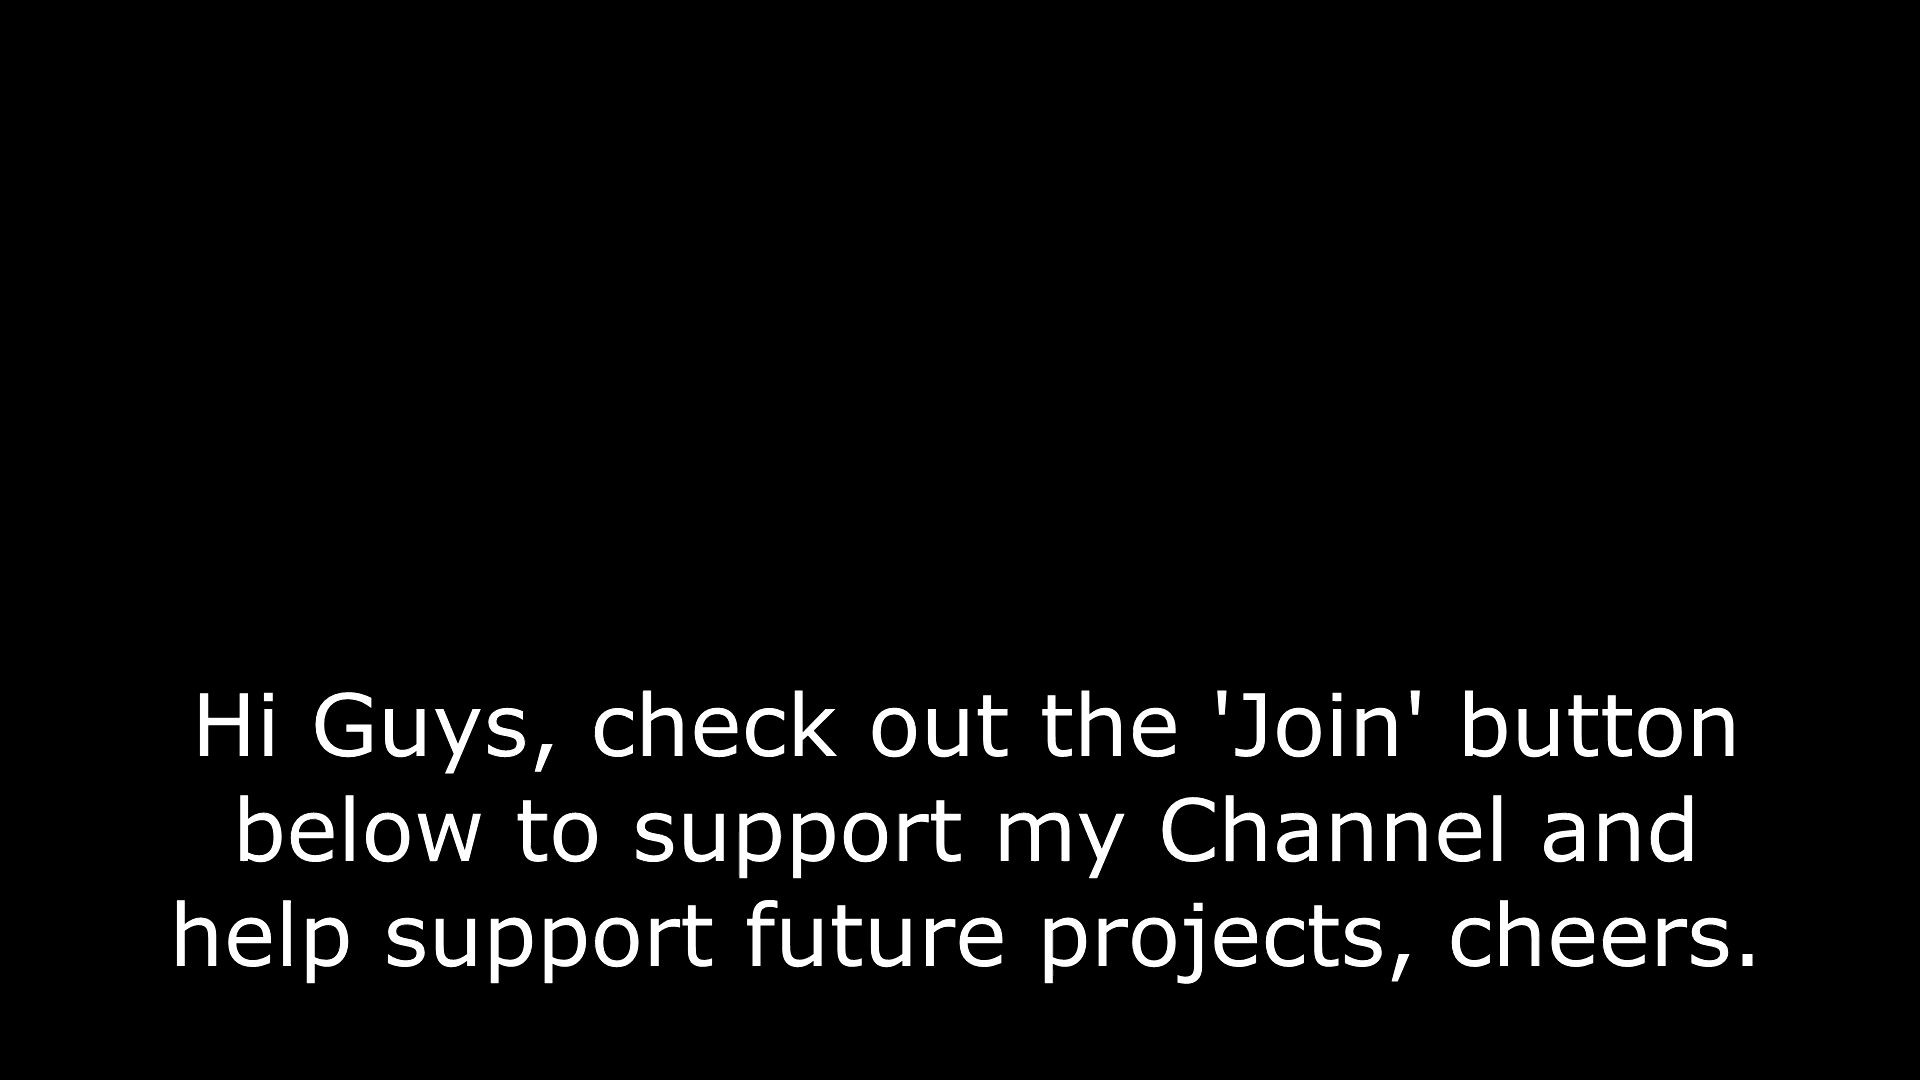 Hi Guys, check out the 'Join' button
below to support my Channel and
help support future projects, cheers.